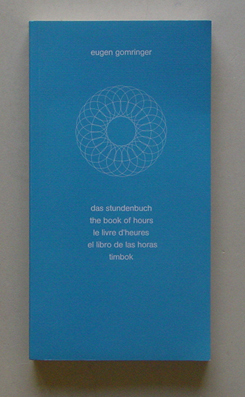 eugen gomringer
das stundenbuch
the book of hours
le livre d'heures
el libro de las horas
timbok